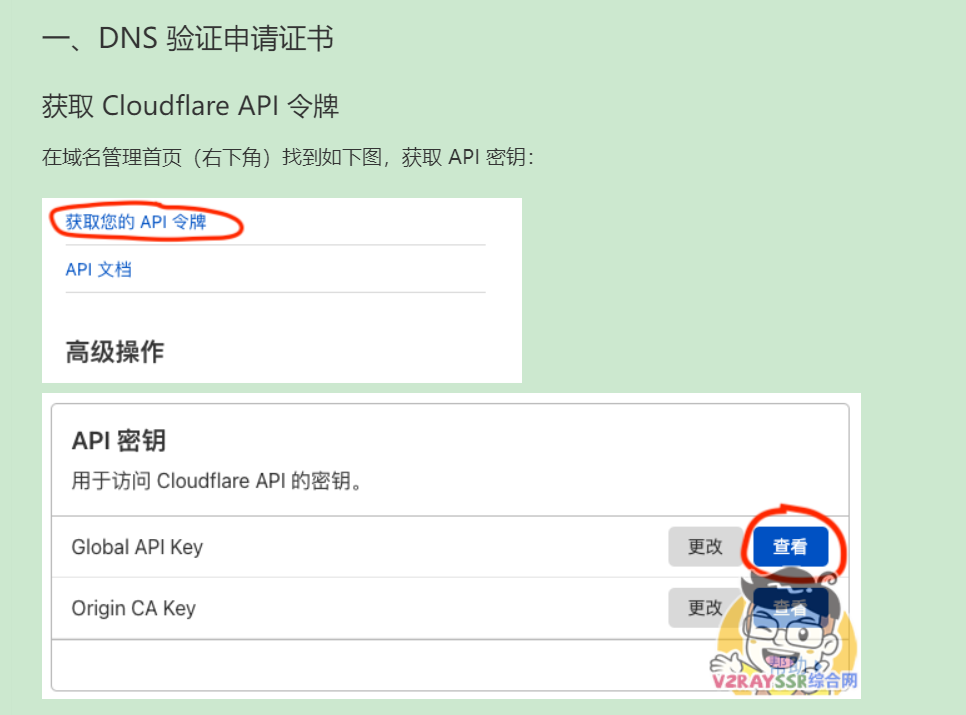 一、DNS 验证申请证书
获取 Cloudflare API 令牌
在域名管理首页（右下角）找到如下图，获取 API 密钥：
获取您的 API 令牌
API 文档
高级操作
API 密钥
用于访问 Cloudflare API 的密钥。
Global API Key 更改 查看
Origin CA Key 更改 查看
帮助
V2RAYSSR综合网